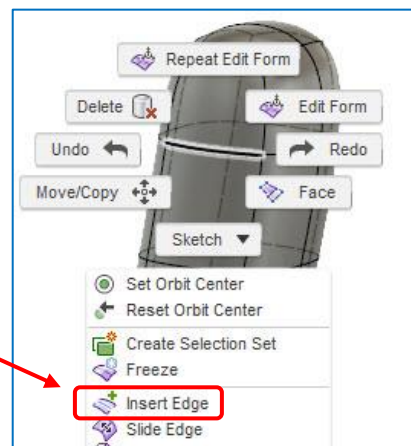 Repeat Edit Form
Delete
Edit Form
Undo
Redo
Move/Copy
Face
Sketch
Set Orbit Center
Reset Orbit Center
Create Selection Set
Freeze
Insert Edge
Slide Edge